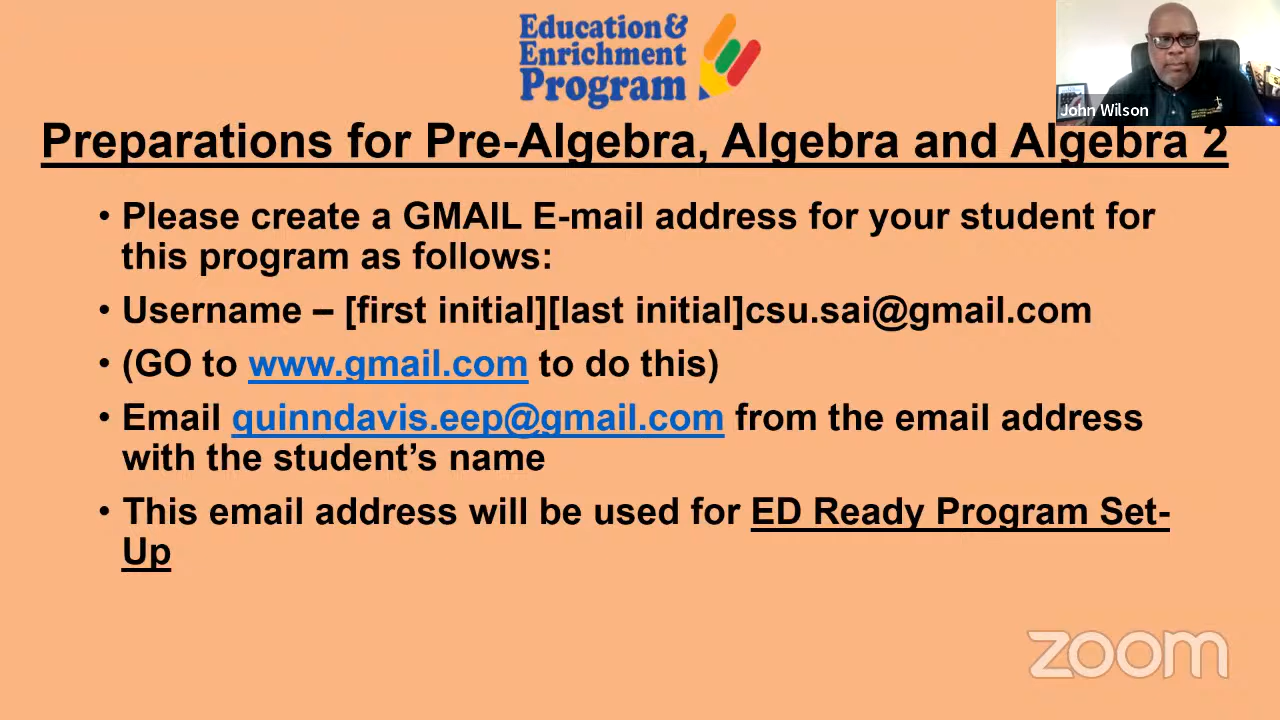 Education&
Enrichment
Program
John Wilson
Preparations for Pre-Algebra, Algebra and Algebra 2
• Please create a GMAIL E-mail address for your student for
this program as follows:
• Username – [first initial][last initial]csu.sai@gmail.com
• (GO to www.gmail.com to do this)
• Email quinndavis.eep@gmail.com from the email address
with the student’s name
• This email address will be used for ED Ready Program Set-
Up
zoom